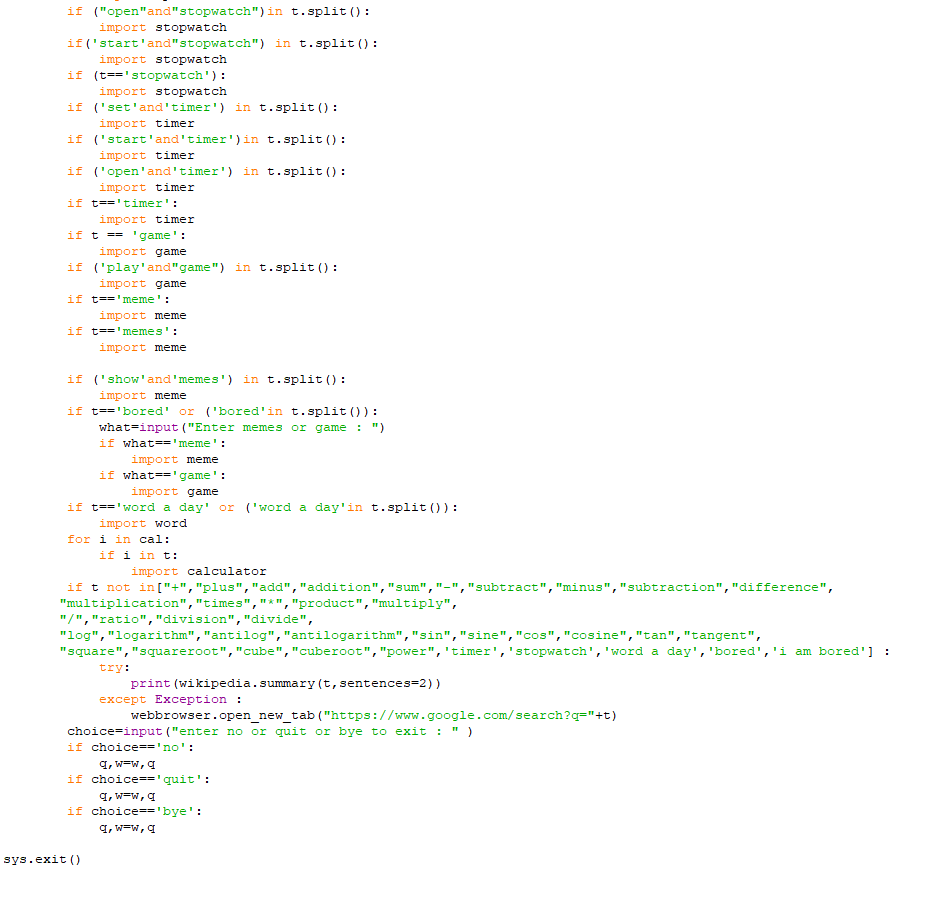 if ("open"and"stopwatch")in t.split():
import stopwatch
if('start'and"stopwatch") in t.split():
import stopwatch
if (t=='stopwatch'):
import stopwatch
if ('set'and'timer') in t.split():
import timer
if ('start'and'timer')in t.split():
import timer
if ('open'and'timer') in t.split():
import timer
if t=='timer':
import timer
if t == 'game':
import game
if ('play'and"game") in t.split():
import game
if t=='meme':
import meme
if t=='memes':
import meme
if ('show'and'memes') in t.split():
import meme
if t=='bored' or ('bored'in t.split()):
what=input("Enter memes or game : ")
if what=='meme':
import meme
if what=='game':
import game
if t=='word a day' or ('word a day'in t.split()):
import word
for i in cal:
if i in t:
import calculator
if t not in["+","plus","add","addition","sum","-","subtract","minus","subtraction","difference",
"multiplication","times","*","product","multiply",
"/","ratio","division","divide",
"log","logarithm","antilog","antilogarithm","sin","sine","cos","cosine","tan","tangent",
"square","squareroot","cube","cuberoot","power",'timer','stopwatch','word a day','bored','i am bored'] :
try:
print(wikipedia.summary(t,sentences=2))
except Exception :
webbrowser.open_new_tab("https://www.google.com/search?q="+t)
choice=input("enter no or quit or bye to exit : " )
if choice=='no':
q,w=w,q
if choice=='quit':
q,w=w,q
if choice=='bye':
q,w=w,q
sys.exit()